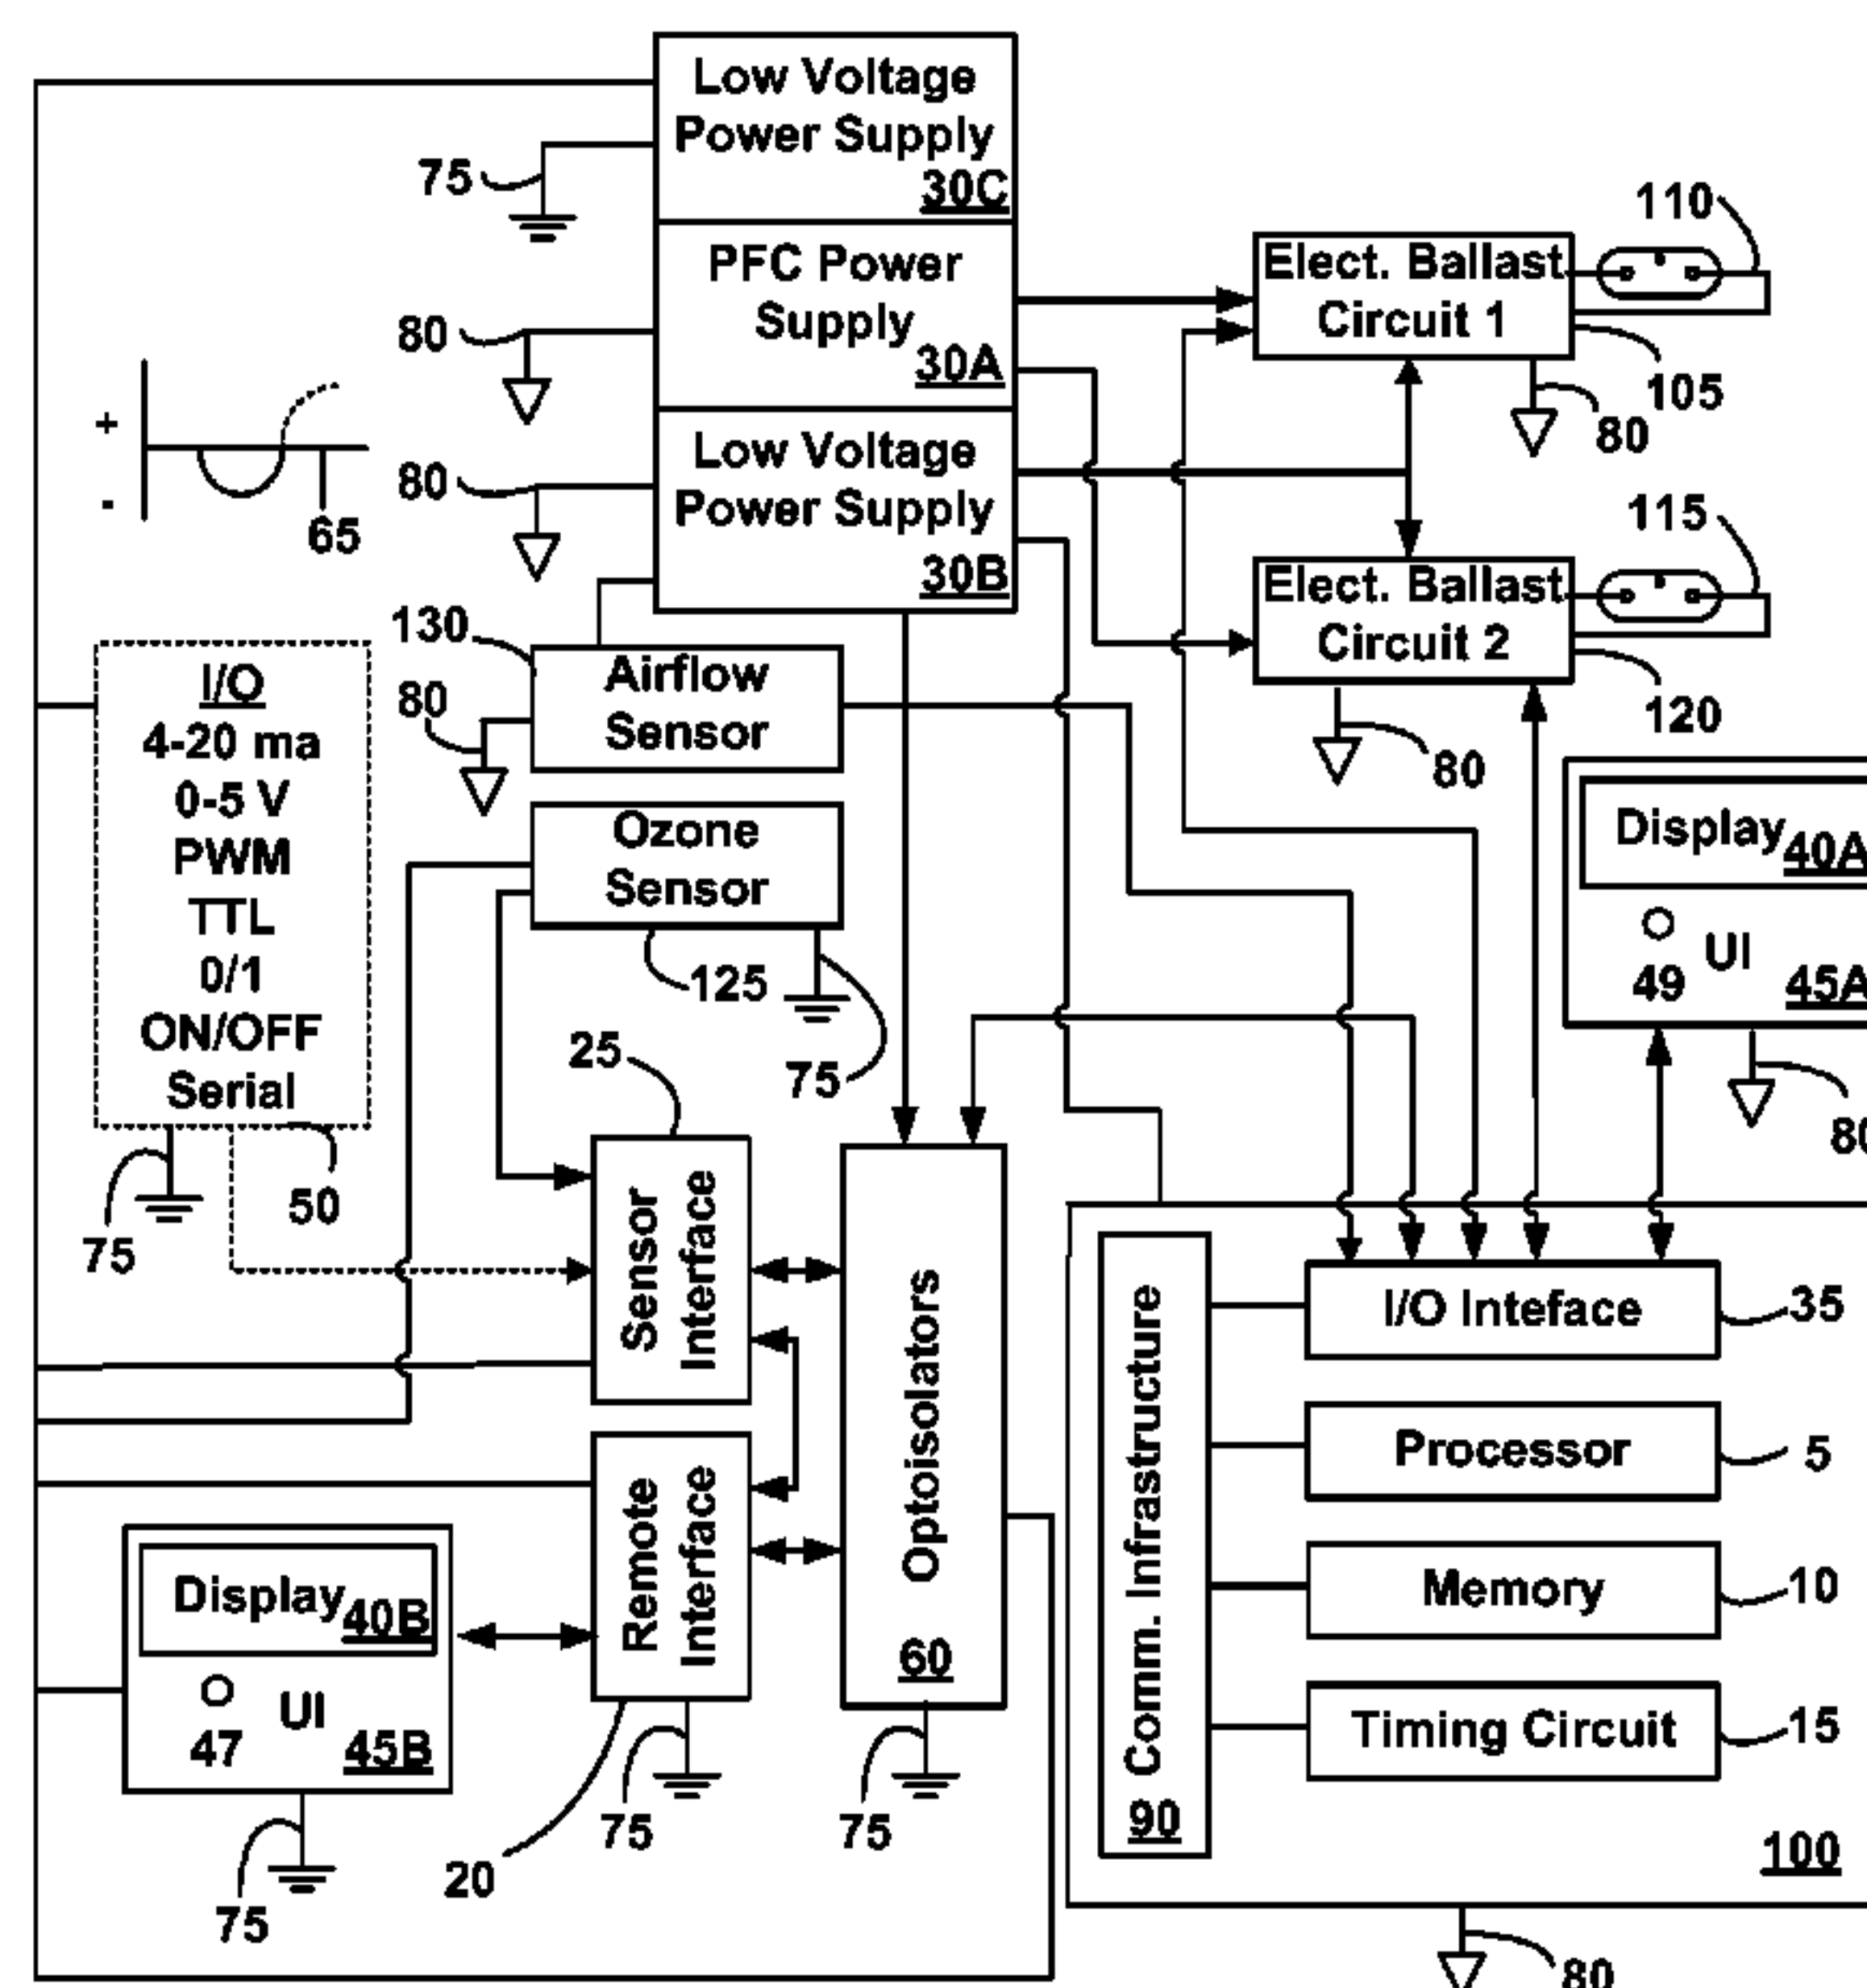 Low Voltage
Power Supply
30C
75
PFC Power
Supply
30A
80
Low Voltage
Power Supply
30B
80
+
-
65
110
Elect. Ballast
Circuit 1
105
80
115
Elect. Ballast
Circuit 2
120
80
130
Airflow
Sensor
80
Ozone
Sensor
125
75
I/O
4-20 ma
0-5 V
PWM
TTL
0/1
ON/OFF
Serial
50
75
Display
40A
49
UI
45A
80
25
Sensor
Interface
Remote
Interface
20
75
Optoisolators
60
75
Display
40B
47
UI
45B
75
Comm. Infrastructure
90
I/O Inteface
35
Processor
5
Memory
10
Timing Circuit
15
100
80